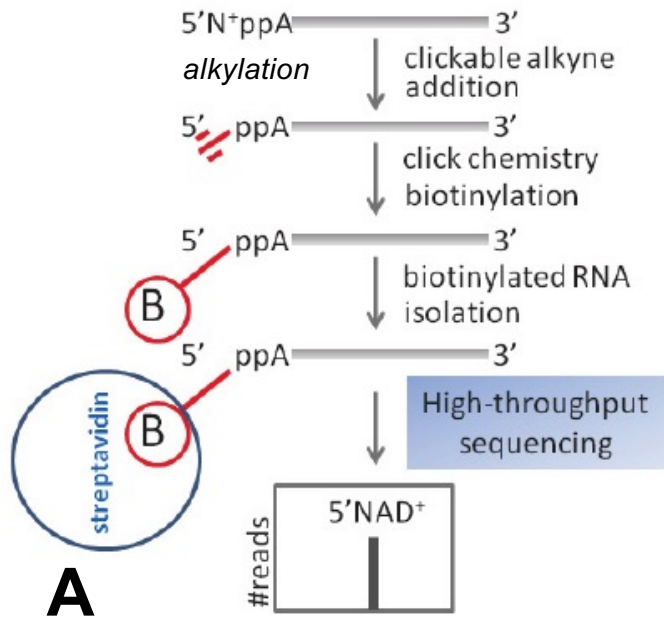 5'N⁺ppA 3'
alkylation
clickable alkyne
addition
5' ppA 3'
click chemistry
biotinylation
5' ppA 3'
B
biotinylated RNA
isolation
5' ppA 3'
B
streptavidin
High-throughput
sequencing
5'NAD⁺
#reads
A